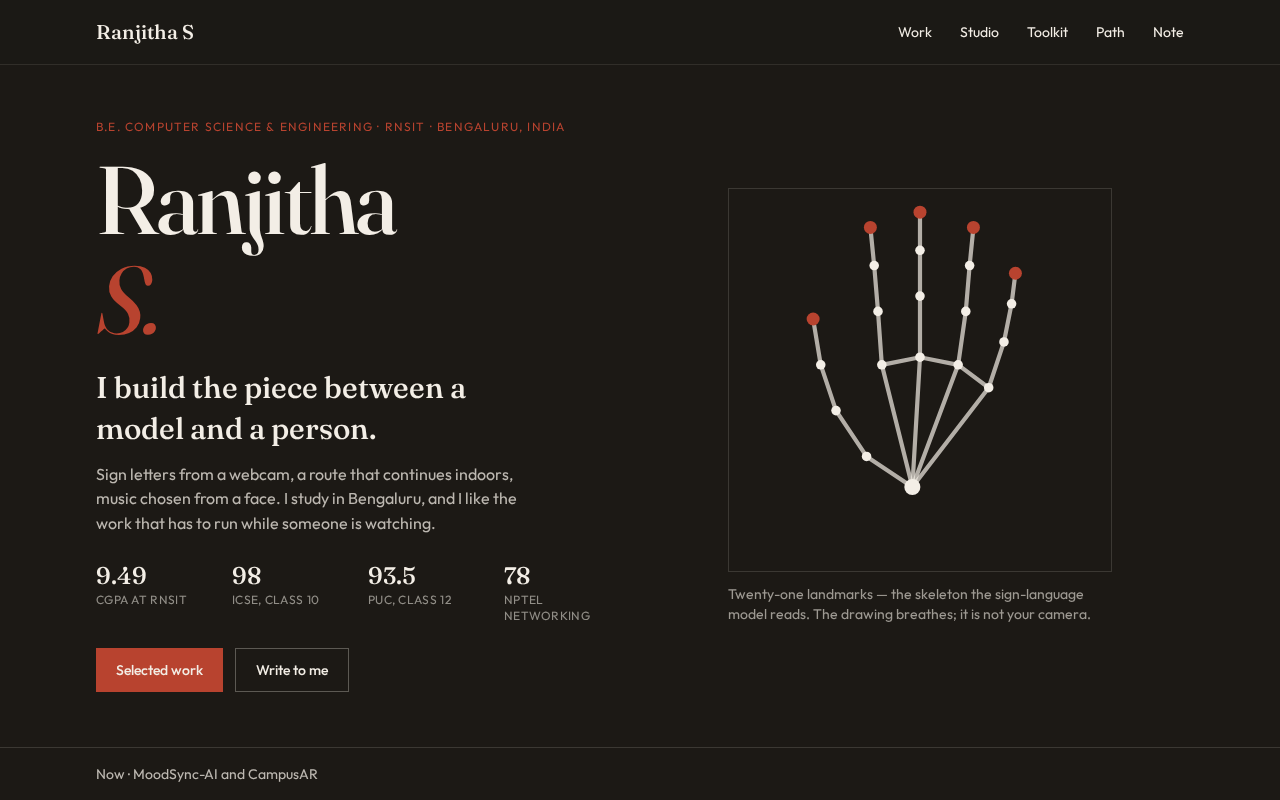 Ranjitha S
Work
Studio
Toolkit
Path
Note
B.E. COMPUTER SCIENCE & ENGINEERING · RNSIT · BENGALURU, INDIA
Ranjitha
S.
I build the piece between a
model and a person.
Sign letters from a webcam, a route that continues indoors,
music chosen from a face. I study in Bengaluru, and I like the
work that has to run while someone is watching.
9.49
CGPA AT RNSIT
98
ICSE, CLASS 10
93.5
PUC, CLASS 12
78
NPTEL
NETWORKING
Selected work
Write to me
Twenty-one landmarks — the skeleton the sign-language
model reads. The drawing breathes; it is not your camera.
Now · MoodSync-AI and CampusAR